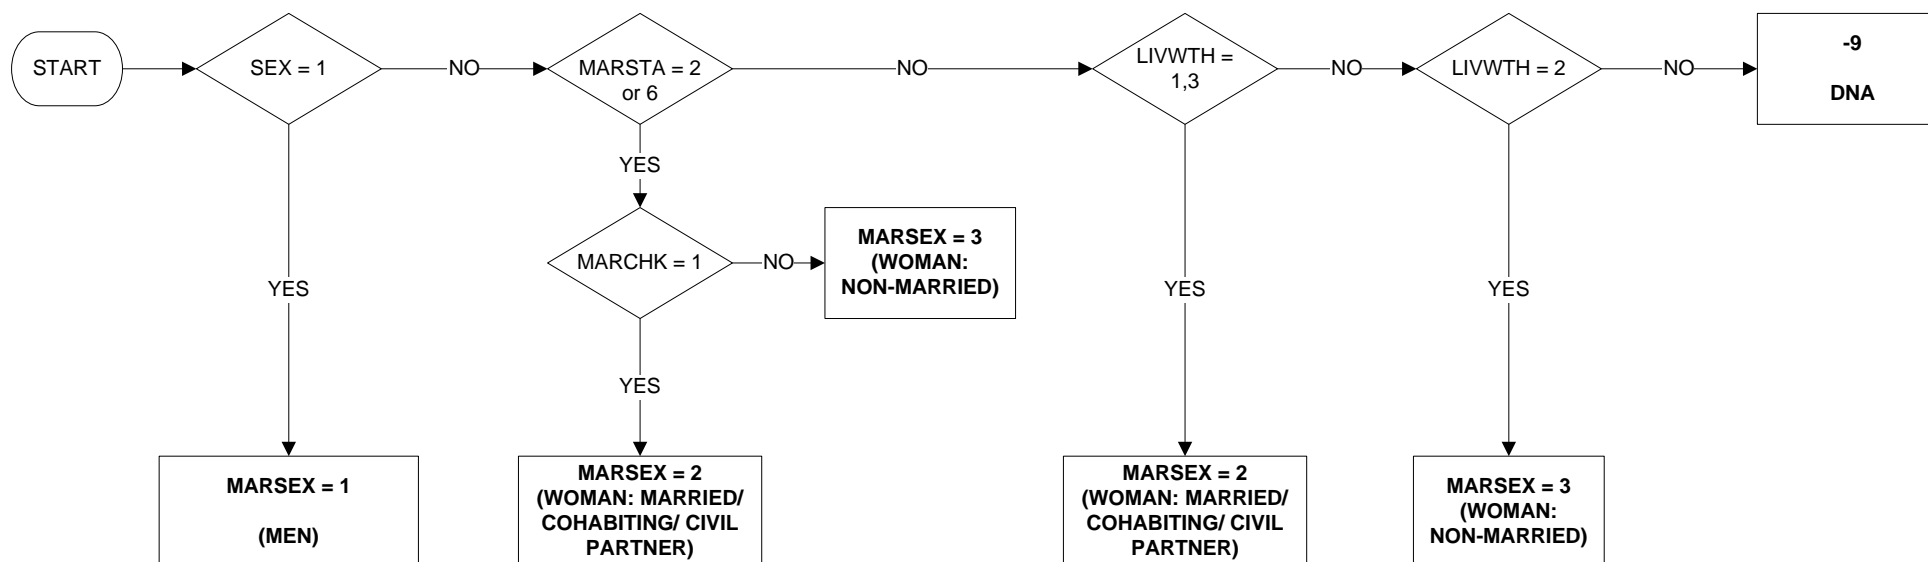 START
SEX = 1
NO
MARSTA = 2
or 6
NO
LIVWTH =
1,3
NO
LIVWTH = 2
NO
-9
DNA
YES
MARCHK = 1
NO
MARSEX = 3
(WOMAN:
NON-MARRIED)
YES
YES
YES
YES
MARSEX = 1
(MEN)
MARSEX = 2
(WOMAN: MARRIED/
COHABITING/ CIVIL
PARTNER)
MARSEX = 2
(WOMAN: MARRIED/
COHABITING/ CIVIL
PARTNER)
MARSEX = 3
(WOMAN:
NON-MARRIED)